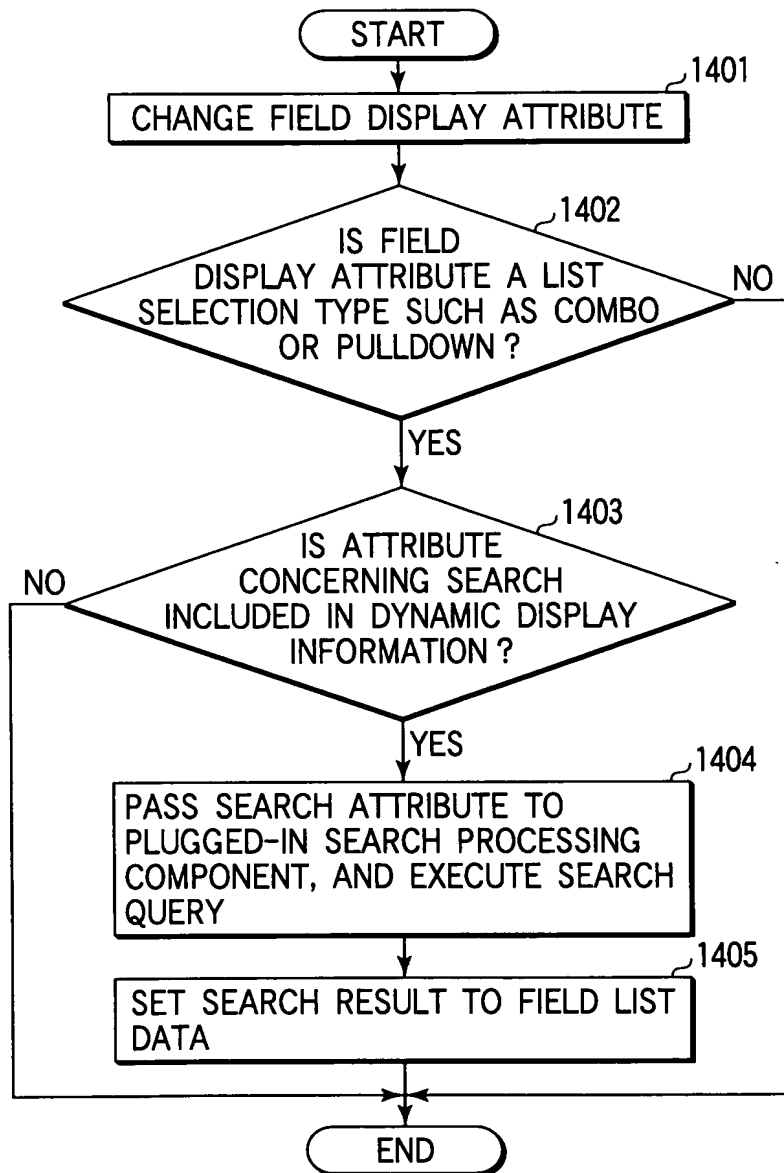 START
1401
CHANGE FIELD DISPLAY ATTRIBUTE
1402
IS FIELD
DISPLAY ATTRIBUTE A LIST
SELECTION TYPE SUCH AS COMBO
OR PULLDOWN ?
NO
YES
1403
IS ATTRIBUTE
CONCERNING SEARCH
INCLUDED IN DYNAMIC DISPLAY
INFORMATION ?
NO
YES
1404
PASS SEARCH ATTRIBUTE TO
PLUGGED-IN SEARCH PROCESSING
COMPONENT, AND EXECUTE SEARCH
QUERY
1405
SET SEARCH RESULT TO FIELD LIST
DATA
END